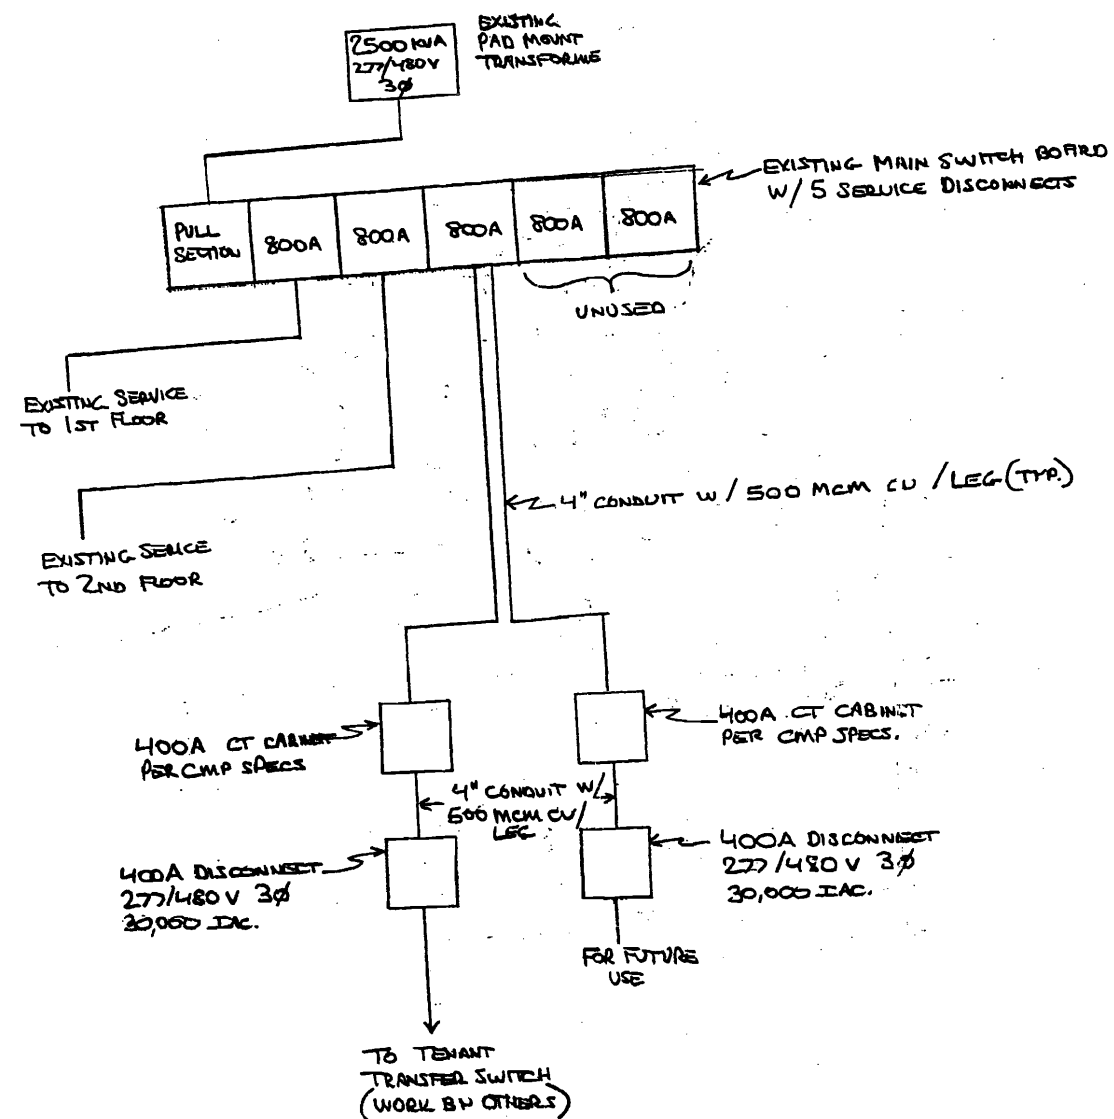 EXISTING
PAD MOUNT
TRANSFORME
2500 KVA
277/480V
3Ø
EXISTING MAIN SWITCH BOARD
W/ 5 SERVICE DISCONNECTS
PULL
SECTION
800A
800A
800A
800A
800A
UNUSED
EXISTING SERVICE
TO 1ST FLOOR
4" CONDUIT W/ 500 MCM CU /LEG (TYP.)
EXISTING SERICE
TO 2ND FLOOR
400A CT CABINET
PER CMP SPECS
400A CT CABINET
PER CMP SPECS.
4" CONDUIT W/
500 MCM CU/
LEG
400A DISCONNECT
277/480 V 3Ø
30,000 IAC.
400A DISCONNECT
277/480 V 3Ø
30,000 IAC.
FOR FUTURE
USE
TO TENANT
TRANSFER SWITCH
(WORK BY OTHERS)